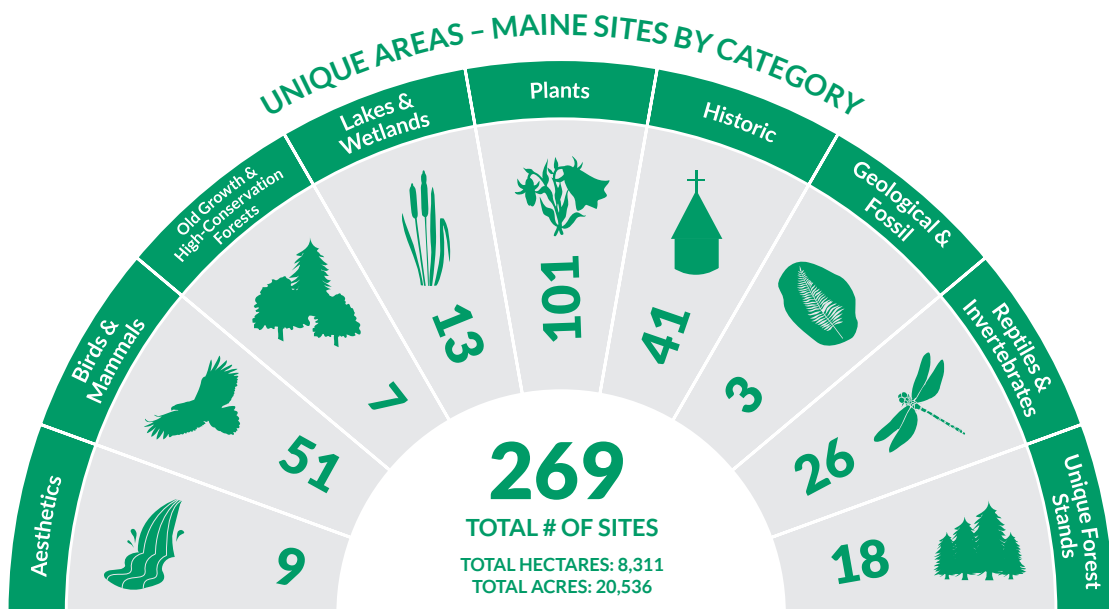 UNIQUE AREAS – MAINE SITES BY CATEGORY
Aesthetics
9
Birds &
Mammals
51
Old Growth &
High-Conservation
Forests
7
Lakes &
Wetlands
13
Plants
101
Historic
41
Geological &
Fossil
3
Reptiles &
Invertebrates
26
Unique Forest
Stands
18
269
TOTAL # OF SITES
TOTAL HECTARES: 8,311
TOTAL ACRES: 20,536